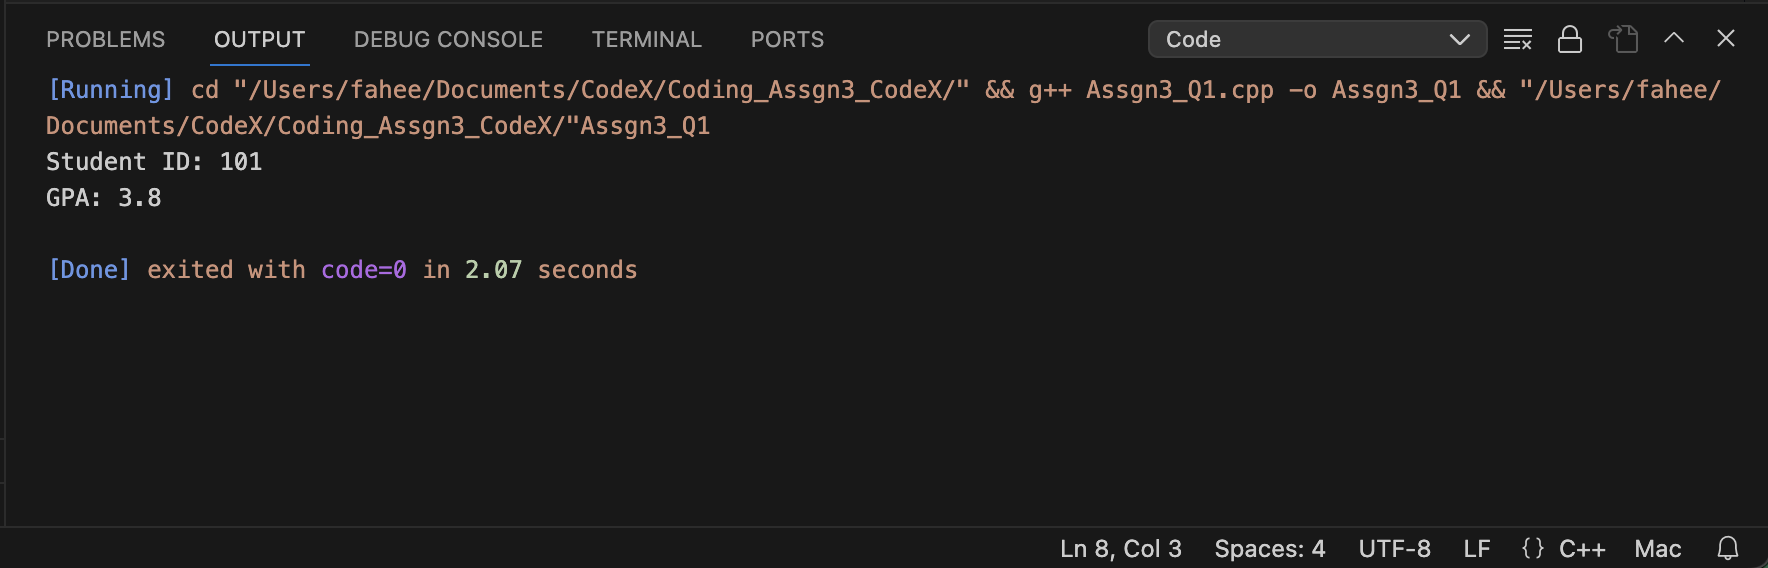 PROBLEMS OUTPUT DEBUG CONSOLE TERMINAL PORTS Code
[Running] cd "/Users/fahee/Documents/CodeX/Coding_Assgn3_CodeX/" && g++ Assgn3_Q1.cpp -o Assgn3_Q1 && "/Users/fahee/
Documents/CodeX/Coding_Assgn3_CodeX/"Assgn3_Q1
Student ID: 101
GPA: 3.8
[Done] exited with code=0 in 2.07 seconds
Ln 8, Col 3 Spaces: 4 UTF-8 LF {} C++ Mac